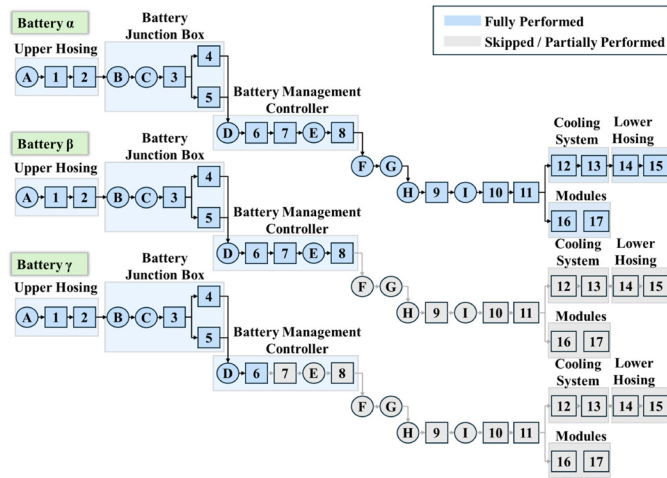 Battery α
Upper Hosing
A 1 2
Battery
Junction Box
B C 3 4 5
Battery Management
Controller
D 6 7 E 8
F G
H 9 I 10 11
Cooling
System
12 13
Lower
Hosing
14 15
Modules
16 17
Fully Performed
Skipped / Partially Performed
Battery β
Upper Hosing
A 1 2
Battery
Junction Box
B C 3 4 5
Battery Management
Controller
D 6 7 E 8
F G
H 9 I 10 11
Cooling
System
12 13
Lower
Hosing
14 15
Modules
16 17
Battery γ
Upper Hosing
A 1 2
Battery
Junction Box
B C 3 4 5
Battery Management
Controller
D 6 7 E 8
F G
H 9 I 10 11
Cooling
System
12 13
Lower
Hosing
14 15
Modules
16 17